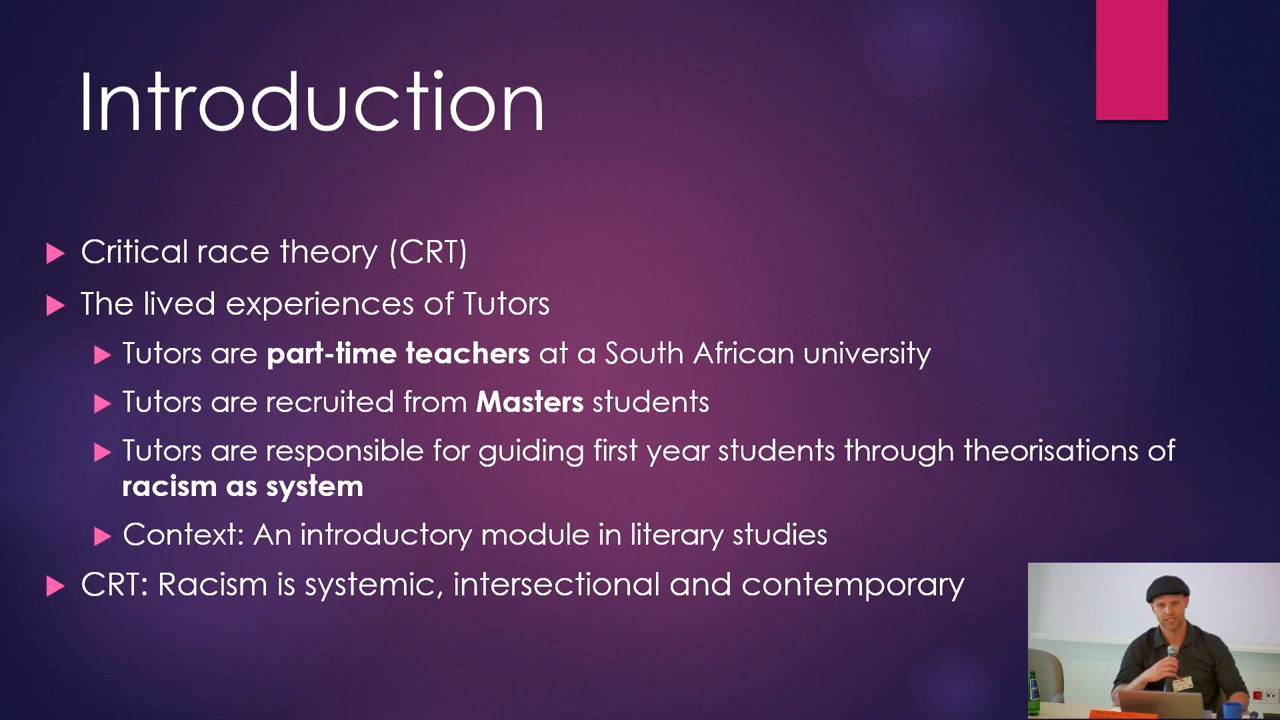 Introduction
Critical race theory (CRT)
The lived experiences of Tutors
Tutors are part-time teachers at a South African university
Tutors are recruited from Masters students
Tutors are responsible for guiding first year students through theorisations of
racism as system
Context: An introductory module in literary studies
CRT: Racism is systemic, intersectional and contemporary